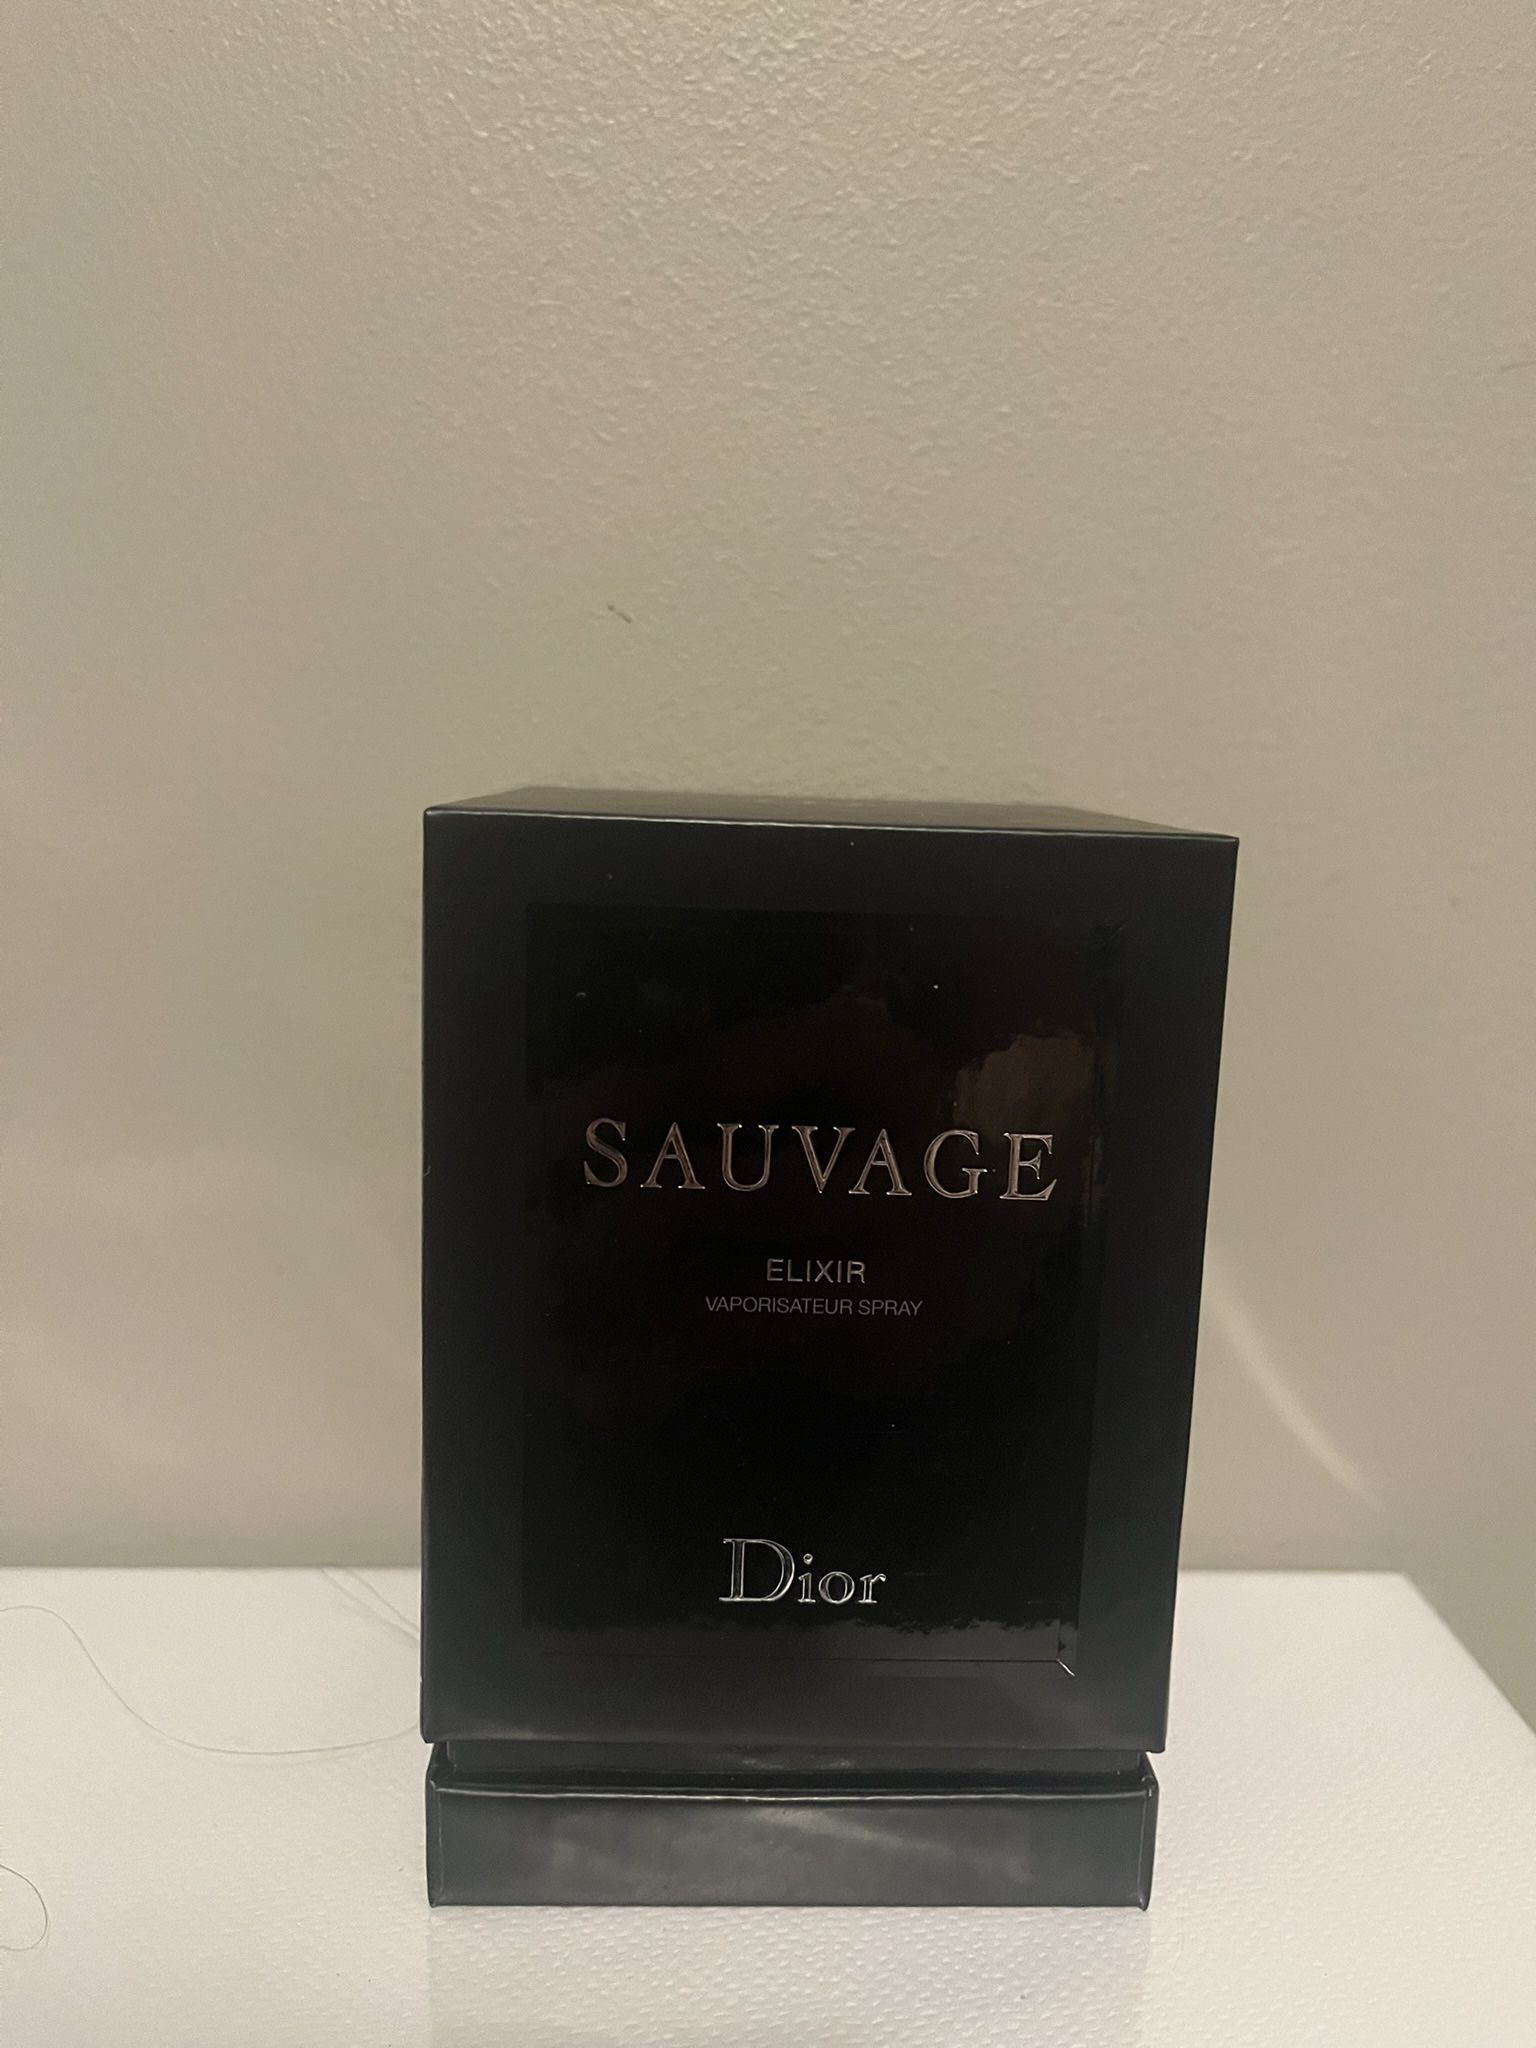 SAUVAGE
ELIXIR
VAPORISATEUR SPRAY
Dior